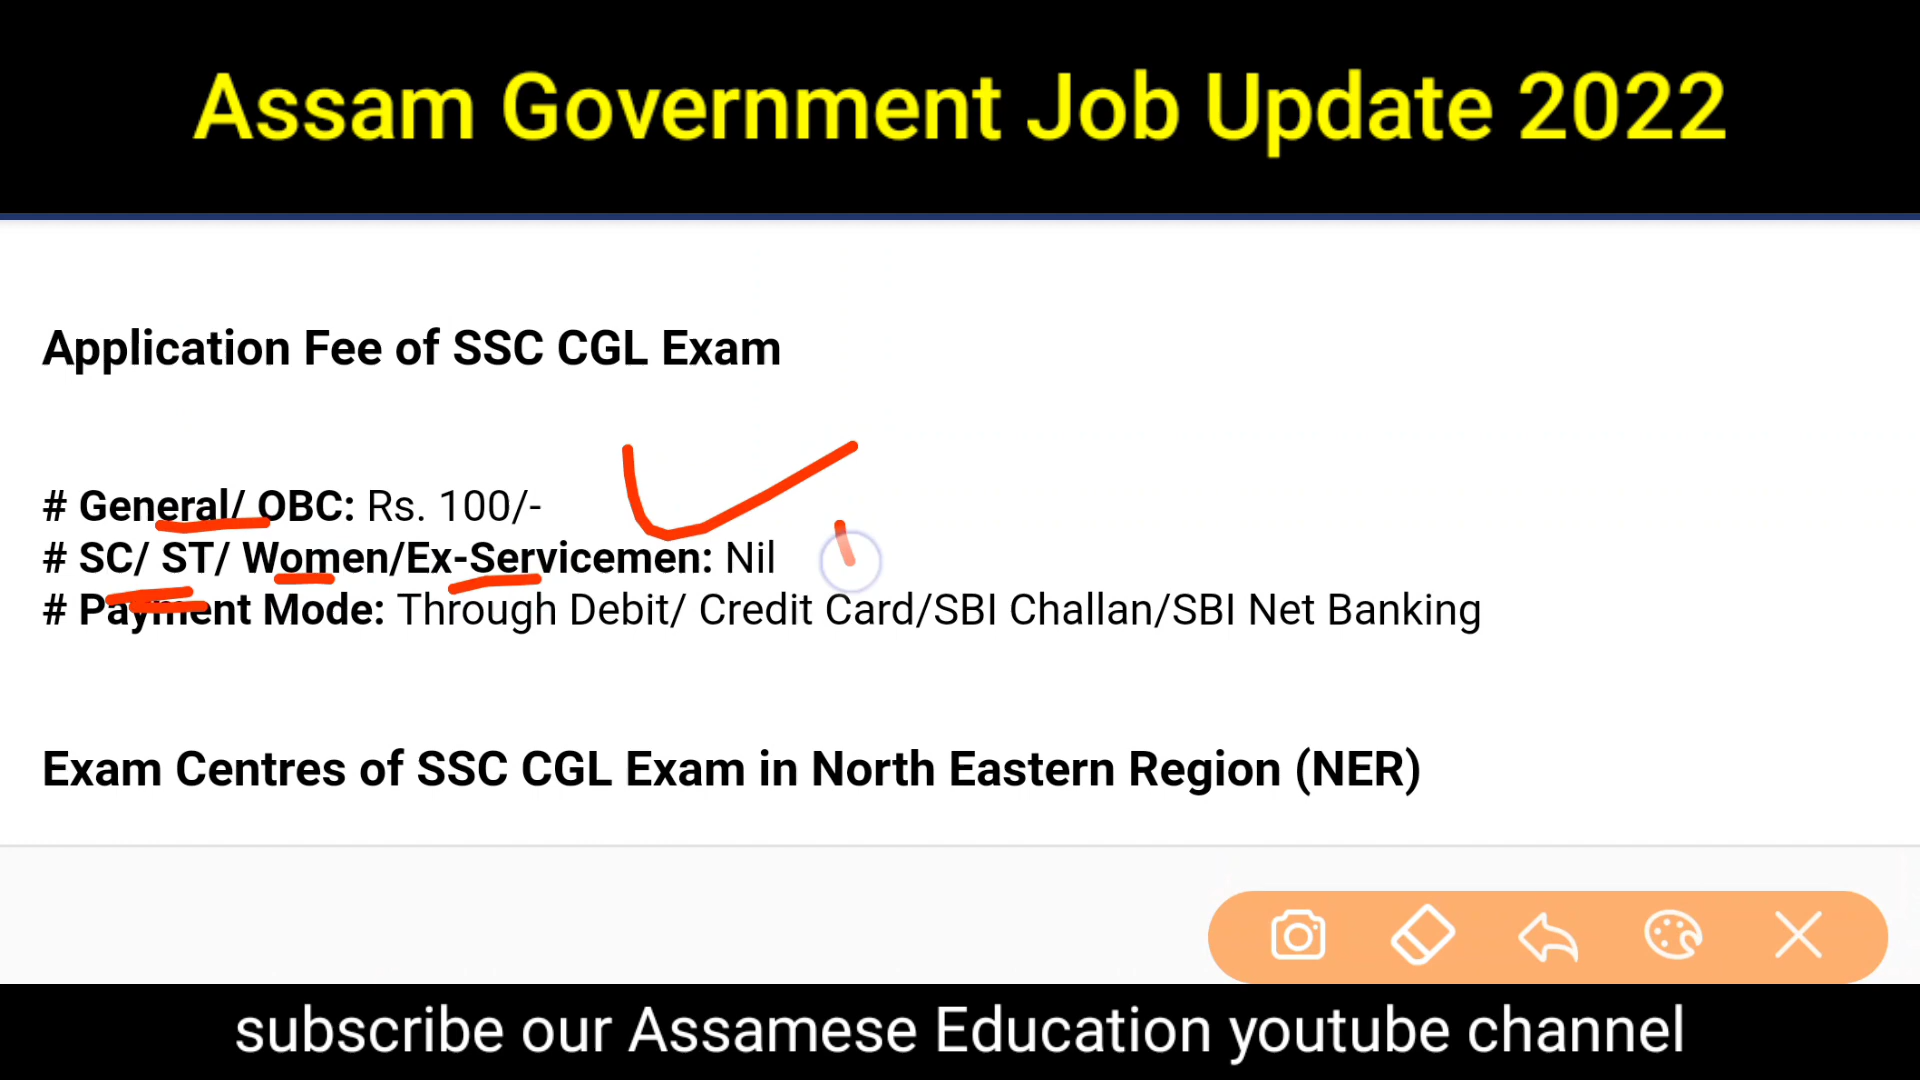 Assam Government Job Update 2022
Application Fee of SSC CGL Exam
# General/ OBC: Rs. 100/-
# SC/ ST/ Women/Ex-Servicemen: Nil
# Payment Mode: Through Debit/ Credit Card/SBI Challan/SBI Net Banking
Exam Centres of SSC CGL Exam in North Eastern Region (NER)
subscribe our Assamese Education youtube channel